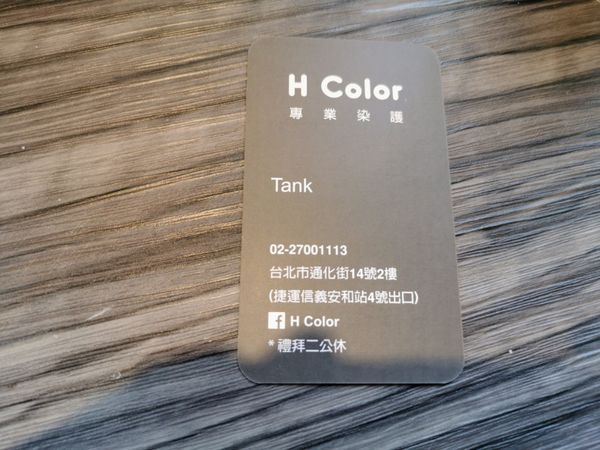 H Color
專業染護
Tank
02-27001113
台北市通化街14號2樓
(捷運信義安和站4號出口)
f H Color
*禮拜二公休